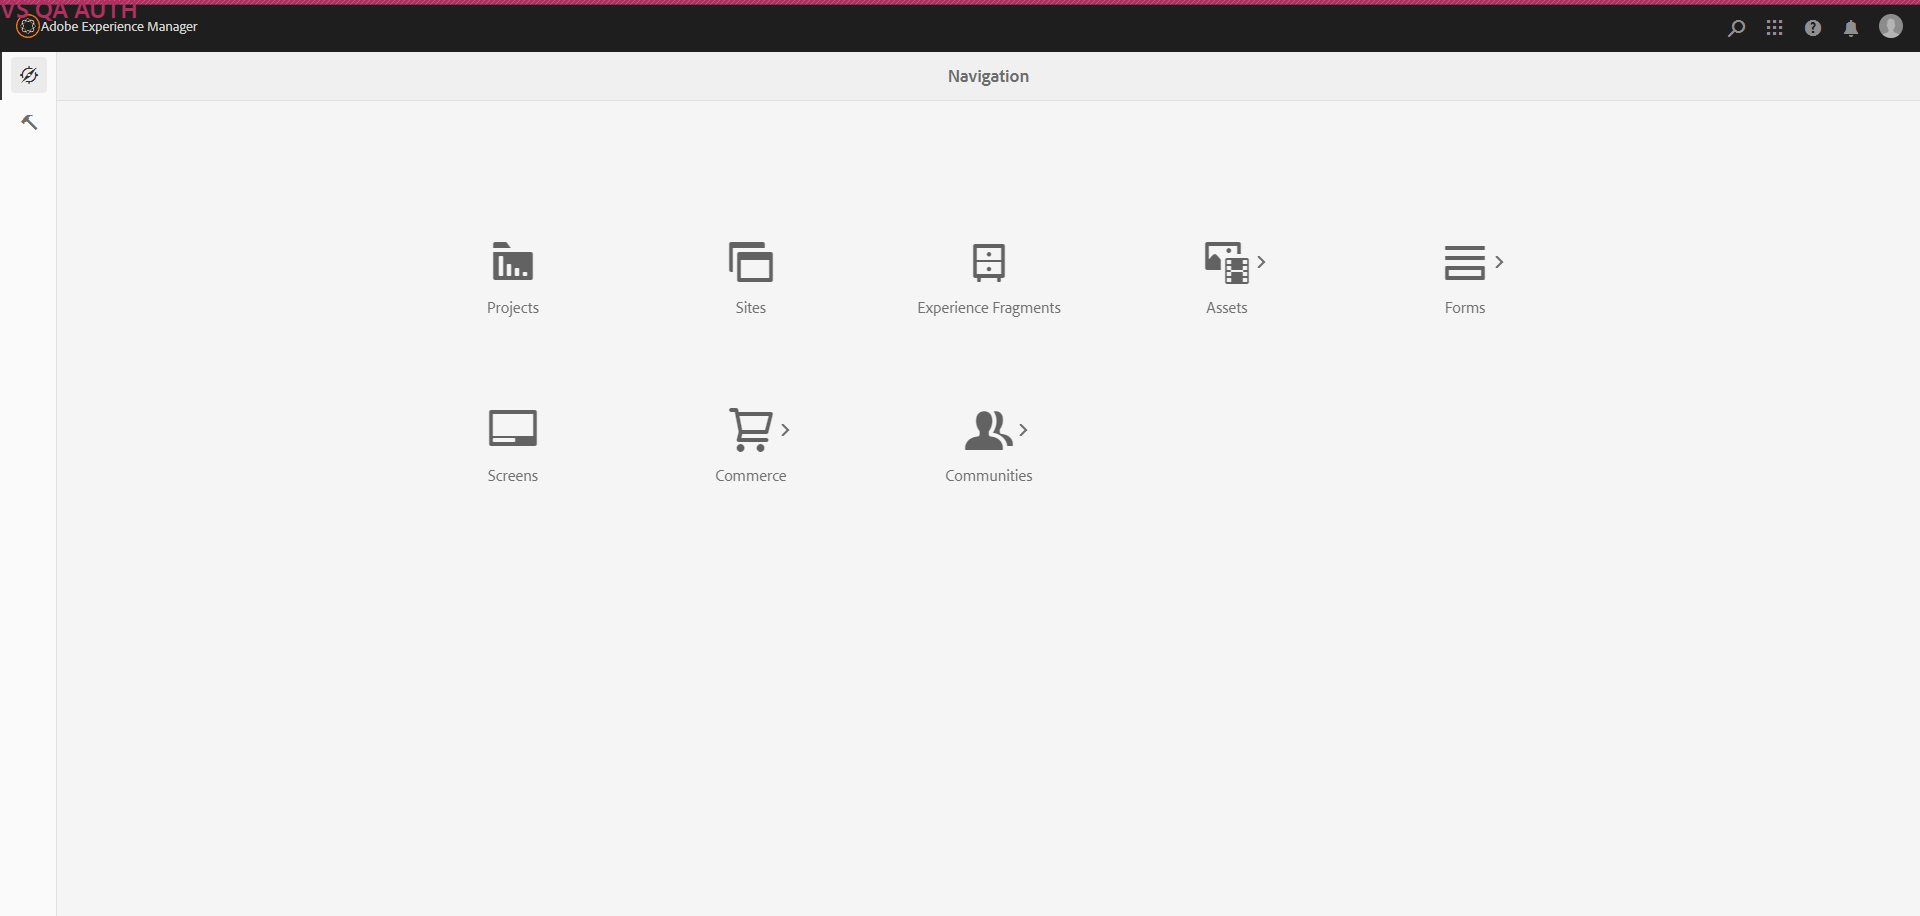 VS QA AUTH
Adobe Experience Manager
Navigation
Projects
Sites
Experience Fragments
Assets
Forms
Screens
Commerce
Communities